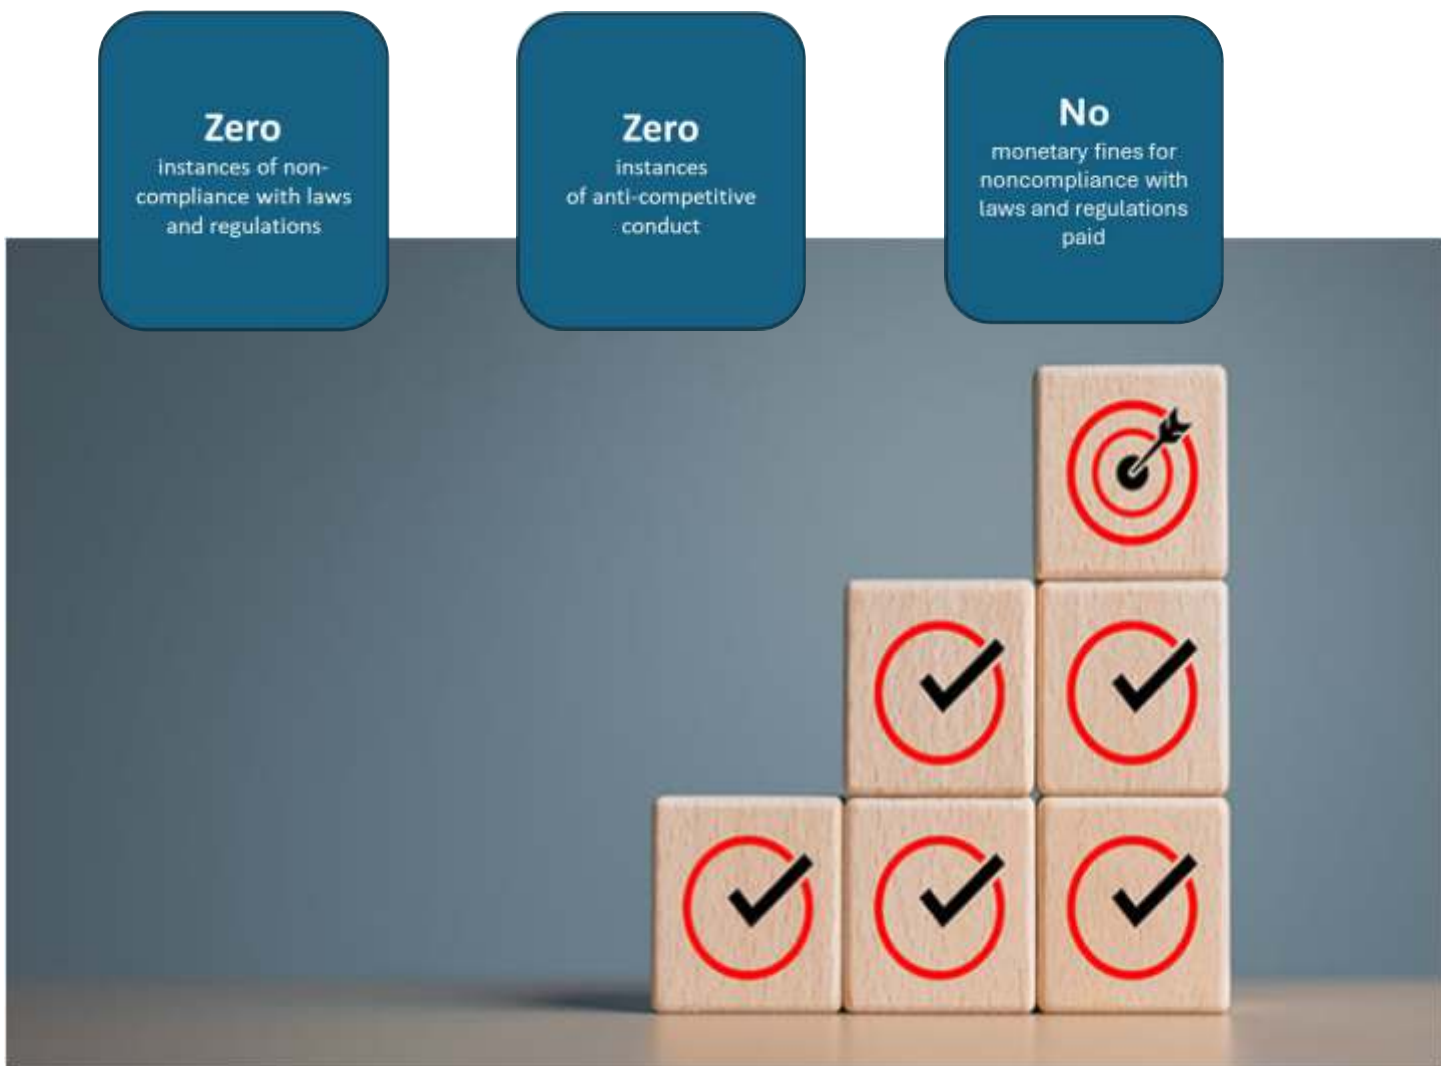 Zero
instances of non-
compliance with laws
and regulations
Zero
instances
of anti-competitive
conduct
No
monetary fines for
noncompliance with
laws and regulations
paid